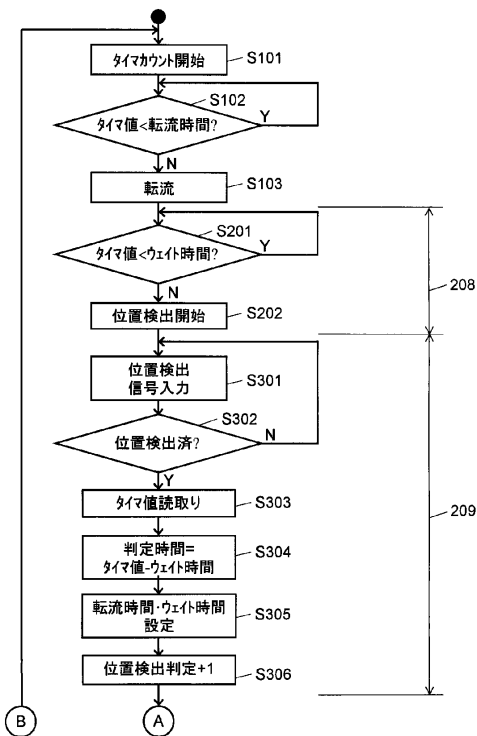 タイマカウント開始
S101
S102
タイマ値<転流時間?
Y
N
転流
S103
S201
タイマ値<ウェイト時間?
Y
N
位置検出開始
S202
208
位置検出
信号入力
S301
S302
位置検出済?
N
Y
タイマ値読取り
S303
209
判定時間=
タイマ値-ウェイト時間
S304
転流時間・ウェイト時間
設定
S305
位置検出判定+1
S306
B
A